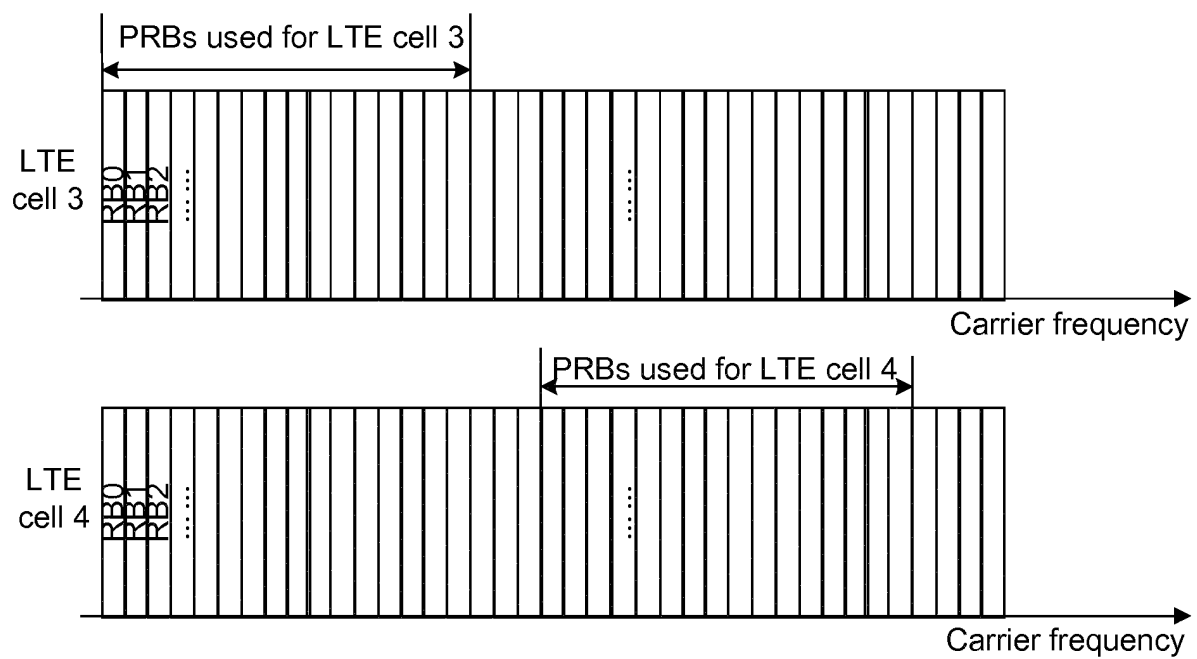 PRBs used for LTE cell 3
LTE
cell 3
RB0
RB1
RB2
......
......
Carrier frequency
PRBs used for LTE cell 4
LTE
cell 4
RB0
RB1
RB2
......
......
Carrier frequency